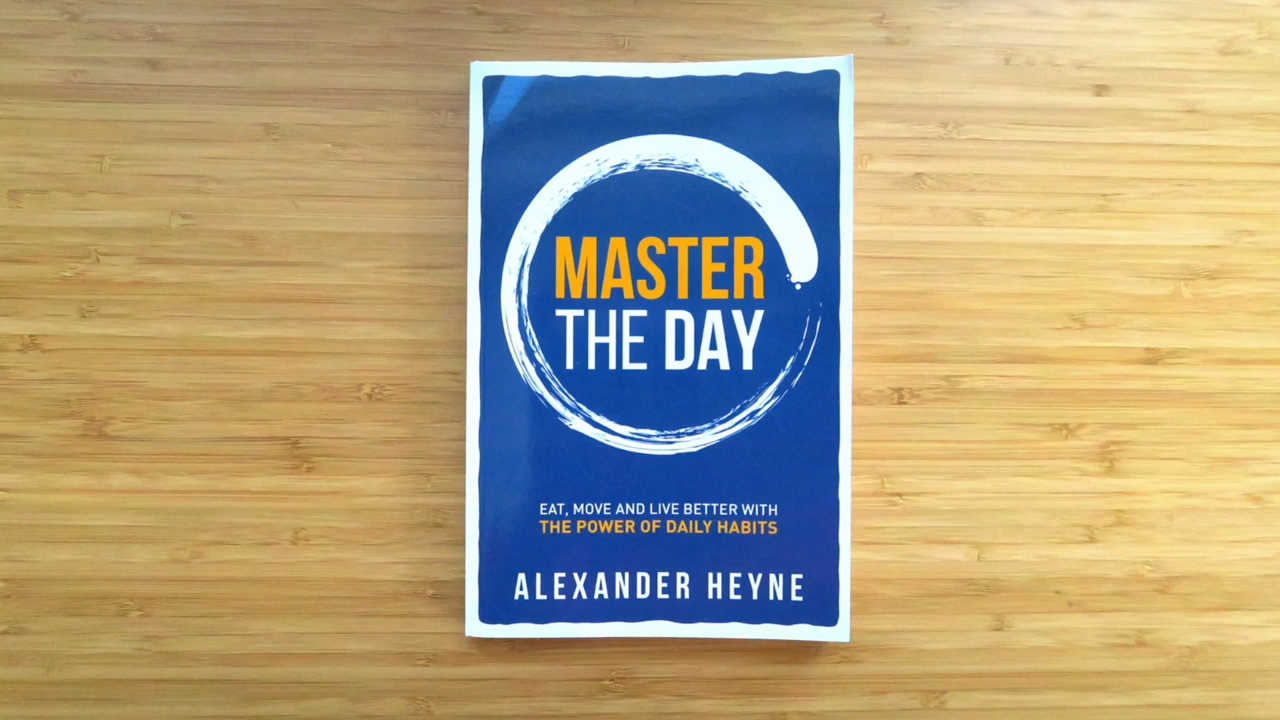 MASTER
THE DAY
EAT, MOVE AND LIVE BETTER WITH
THE POWER OF DAILY HABITS
ALEXANDER HEYNE